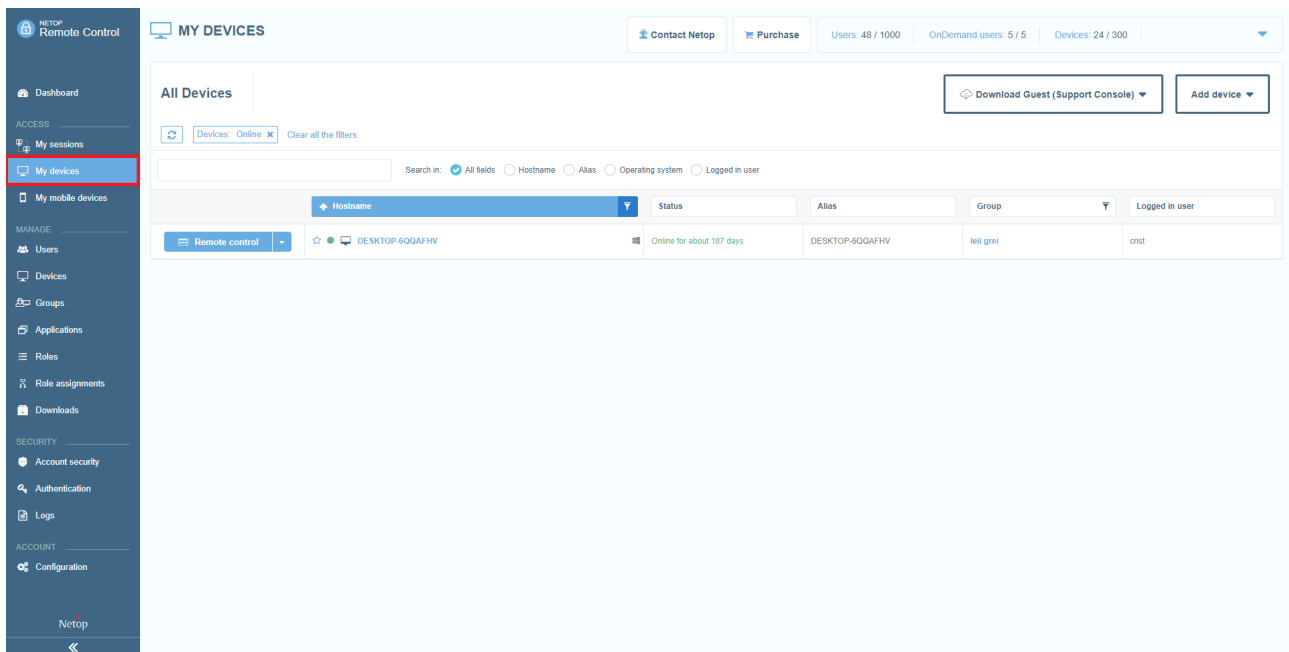 NETOP
Remote Control
MY DEVICES
Contact Netop
Purchase
Users: 48 / 1000
OnDemand users: 5 / 5
Devices: 24 / 300
Dashboard
ACCESS
My sessions
My devices
My mobile devices
MANAGE
Users
Devices
Groups
Applications
Roles
Role assignments
Downloads
SECURITY
Account security
Authentication
Logs
ACCOUNT
Configuration
Netop
All Devices
Download Guest (Support Console)
Add device
Devices: Online
Clear all the filters
Search in: All fields Hostname Alias Operating system Logged in user
Hostname Status Alias Group Logged in user
Remote control DESKTOP-6QQAFHV Online for about 187 days DESKTOP-6QQAFHV leii grei crist